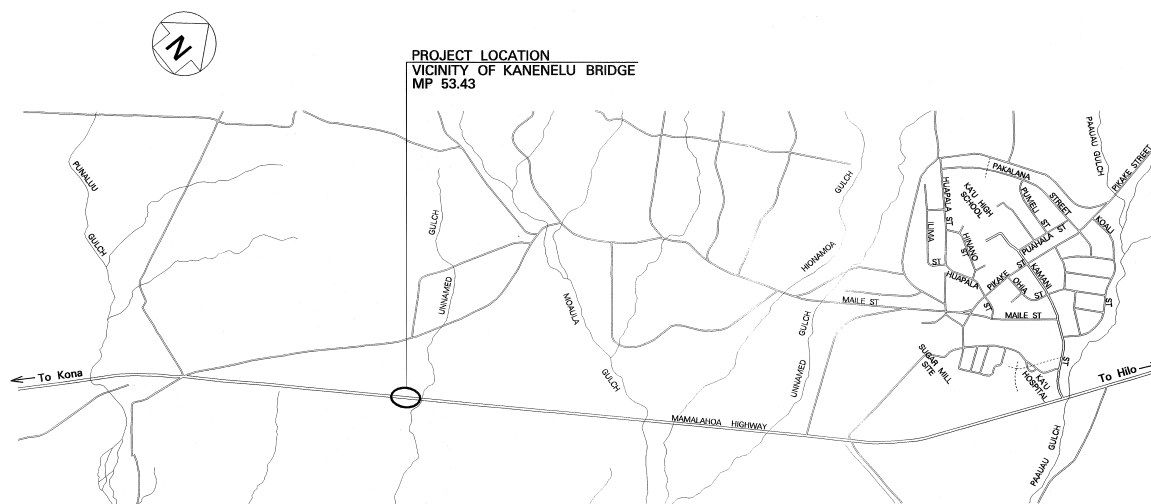 N
PROJECT LOCATION
VICINITY OF KANENELU BRIDGE
MP 53.43
PUNALUU
GULCH
GULCH
UNNAMED
MOAULA
GULCH
HIONAMOA
GULCH
UNNAMED
GULCH
PAAUAU GULCH
PIKAKE STREET
PAKALANA
STREET
HUAPALA ST
KA'U HIGH
SCHOOL
PUMELI
ST
KOALI
ST
ILIMA
ST
HINANO
ST
PUAHALA ST
PIKAKE ST
KAMANI
ST
HUAPALA
ST
OHIA
ST
MAILE ST
MAILE ST
SUGAR MILL
SITE
KA'U
HOSPITAL
To Kona
To Hilo
MAMALAHOA HIGHWAY
PAAUAU GULCH